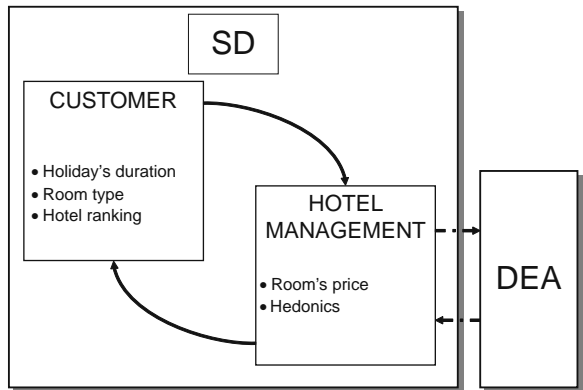 SD
CUSTOMER
• Holiday's duration
• Room type
• Hotel ranking
HOTEL
MANAGEMENT
• Room's price
• Hedonics
DEA